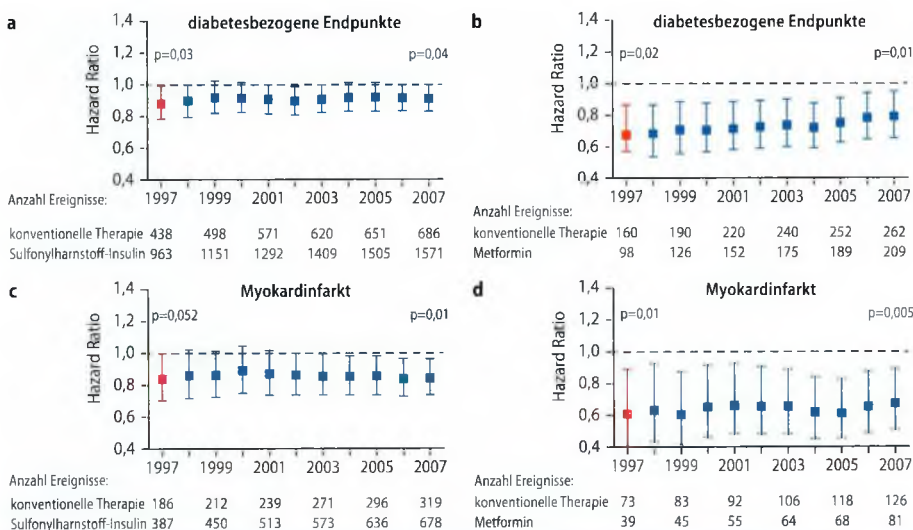 a
diabetesbezogene Endpunkte
1,4
1,2
1,0
0,8
0,6
0,4
Hazard Ratio
p=0,03
p=0,04
1997 1999 2001 2003 2005 2007
Anzahl Ereignisse:
konventionelle Therapie 438 498 571 620 651 686
Sulfonylharnstoff-Insulin 963 1151 1292 1409 1505 1571
b
diabetesbezogene Endpunkte
1,4
1,2
1,0
0,8
0,6
0,4
Hazard Ratio
p=0,02
p=0,01
1997 1999 2001 2003 2005 2007
Anzahl Ereignisse:
konventionelle Therapie 160 190 220 240 252 262
Metformin 98 126 152 175 189 209
c
Myokardinfarkt
1,4
1,2
1,0
0,8
0,6
0,4
Hazard Ratio
p=0,052
p=0,01
1997 1999 2001 2003 2005 2007
Anzahl Ereignisse:
konventionelle Therapie 186 212 239 271 296 319
Sulfonylharnstoff-Insulin 387 450 513 573 636 678
d
Myokardinfarkt
1,4
1,2
1,0
0,8
0,6
0,4
Hazard Ratio
p=0,01
p=0,005
1997 1999 2001 2003 2005 2007
Anzahl Ereignisse:
konventionelle Therapie 73 83 92 106 118 126
Metformin 39 45 55 64 68 81